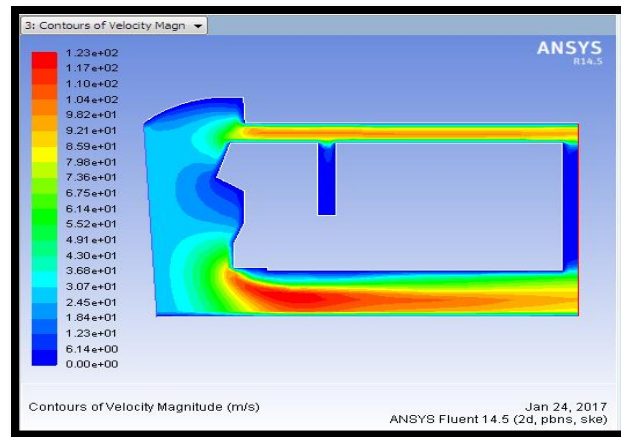 3: Contours of Velocity Magn
ANSYS
R14.5
1.23e+02
1.17e+02
1.10e+02
1.04e+02
9.82e+01
9.21e+01
8.59e+01
7.98e+01
7.36e+01
6.75e+01
6.14e+01
5.52e+01
4.91e+01
4.30e+01
3.68e+01
3.07e+01
2.45e+01
1.84e+01
1.23e+01
6.14e+00
0.00e+00
Contours of Velocity Magnitude (m/s)
Jan 24, 2017
ANSYS Fluent 14.5 (2d, pbns, ske)